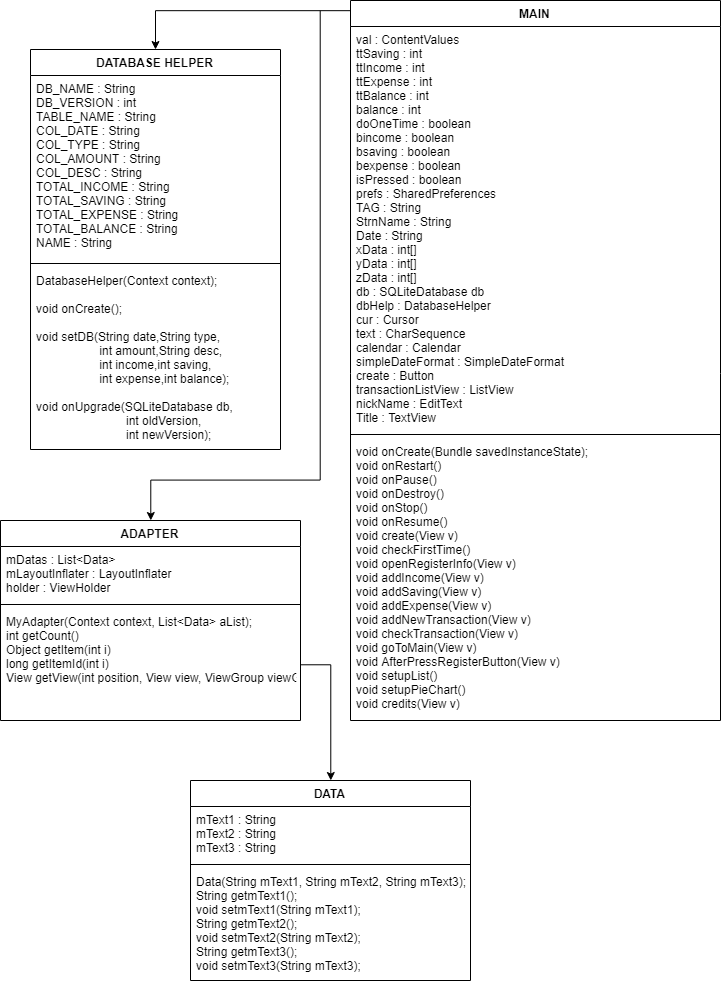 MAIN
val : ContentValues
ttSaving : int
ttIncome : int
ttExpense : int
ttBalance : int
balance : int
doOneTime : boolean
bincome : boolean
bsaving : boolean
bexpense : boolean
isPressed : boolean
prefs : SharedPreferences
TAG : String
StrnName : String
Date : String
xData : int[]
yData : int[]
zData : int[]
db : SQLiteDatabase db
dbHelp : DatabaseHelper
cur : Cursor
text : CharSequence
calendar : Calendar
simpleDateFormat : SimpleDateFormat
create : Button
transactionListView : ListView
nickName : EditText
Title : TextView
void onCreate(Bundle savedInstanceState);
void onRestart()
void onPause()
void onDestroy()
void onStop()
void onResume()
void create(View v)
void checkFirstTime()
void openRegisterInfo(View v)
void addIncome(View v)
void addSaving(View v)
void addExpense(View v)
void addNewTransaction(View v)
void checkTransaction(View v)
void goToMain(View v)
void AfterPressRegisterButton(View v)
void setupList()
void setupPieChart()
void credits(View v)
DATABASE HELPER
DB_NAME : String
DB_VERSION : int
TABLE_NAME : String
COL_DATE : String
COL_TYPE : String
COL_AMOUNT : String
COL_DESC : String
TOTAL_INCOME : String
TOTAL_SAVING : String
TOTAL_EXPENSE : String
TOTAL_BALANCE : String
NAME : String
DatabaseHelper(Context context);
void onCreate();
void setDB(String date,String type,
int amount,String desc,
int income,int saving,
int expense,int balance);
void onUpgrade(SQLiteDatabase db,
int oldVersion,
int newVersion);
ADAPTER
mDatas : List<Data>
mLayoutInflater : LayoutInflater
holder : ViewHolder
MyAdapter(Context context, List<Data> aList);
int getCount()
Object getItem(int i)
long getItemId(int i)
View getView(int position, View view, ViewGroup view
DATA
mText1 : String
mText2 : String
mText3 : String
Data(String mText1, String mText2, String mText3);
String getmText1();
void setmText1(String mText1);
String getmText2();
void setmText2(String mText2);
String getmText3();
void setmText3(String mText3);